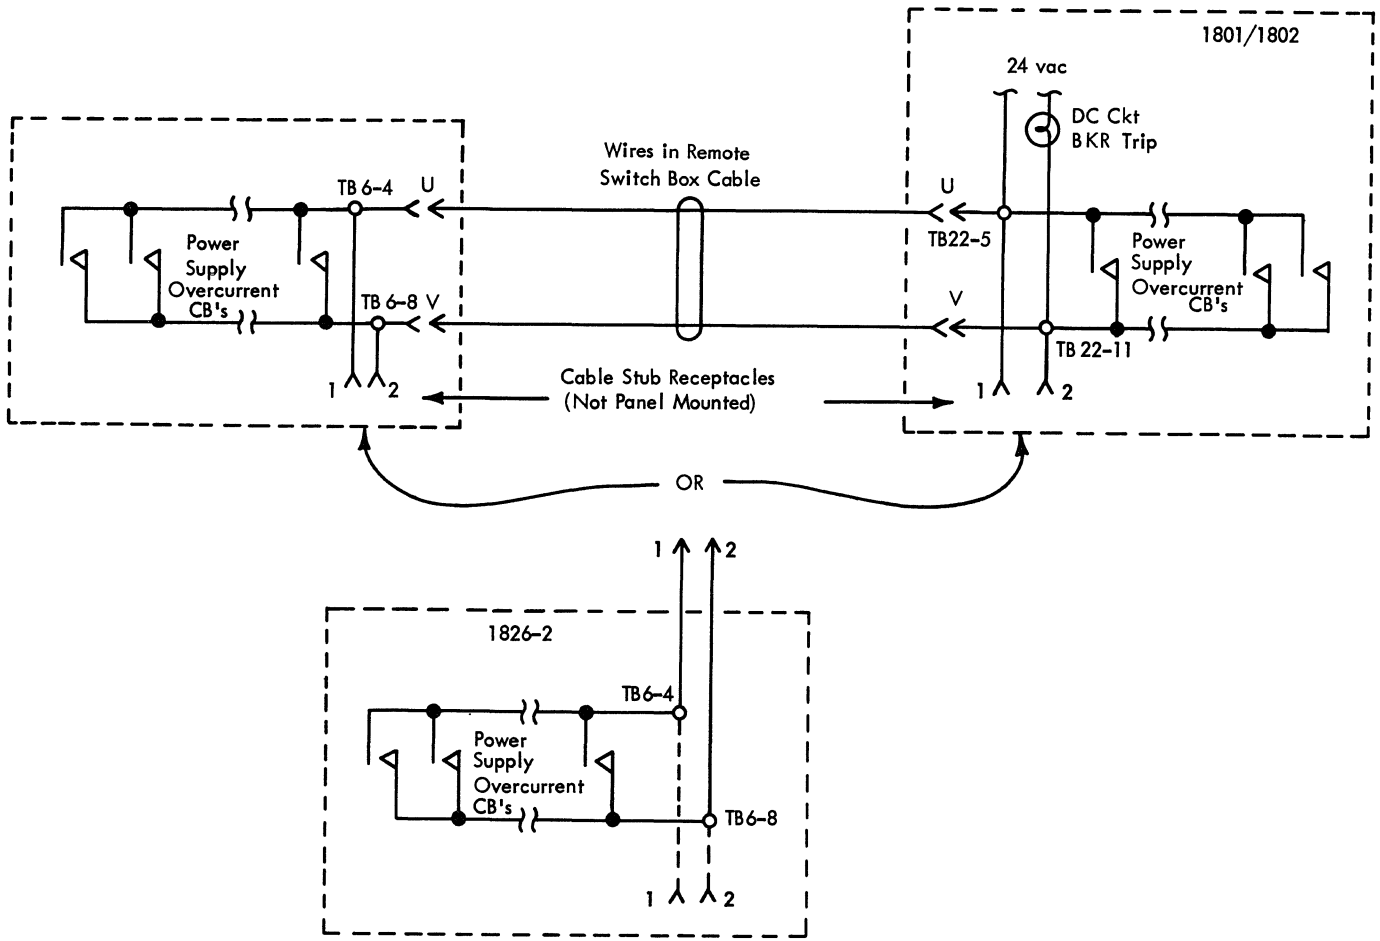 1801/1802
24 vac
DC Ckt
BKR Trip
Wires in Remote
Switch Box Cable
TB 6-4
U
U
TB22-5
Power
Supply
Overcurrent
CB's
Power
Supply
Overcurrent
CB's
TB 6-8 V
V
TB 22-11
1
2
Cable Stub Receptacles
(Not Panel Mounted)
1
2
OR
1
2
1826-2
TB6-4
Power
Supply
Overcurrent
CB's
TB6-8
1
2